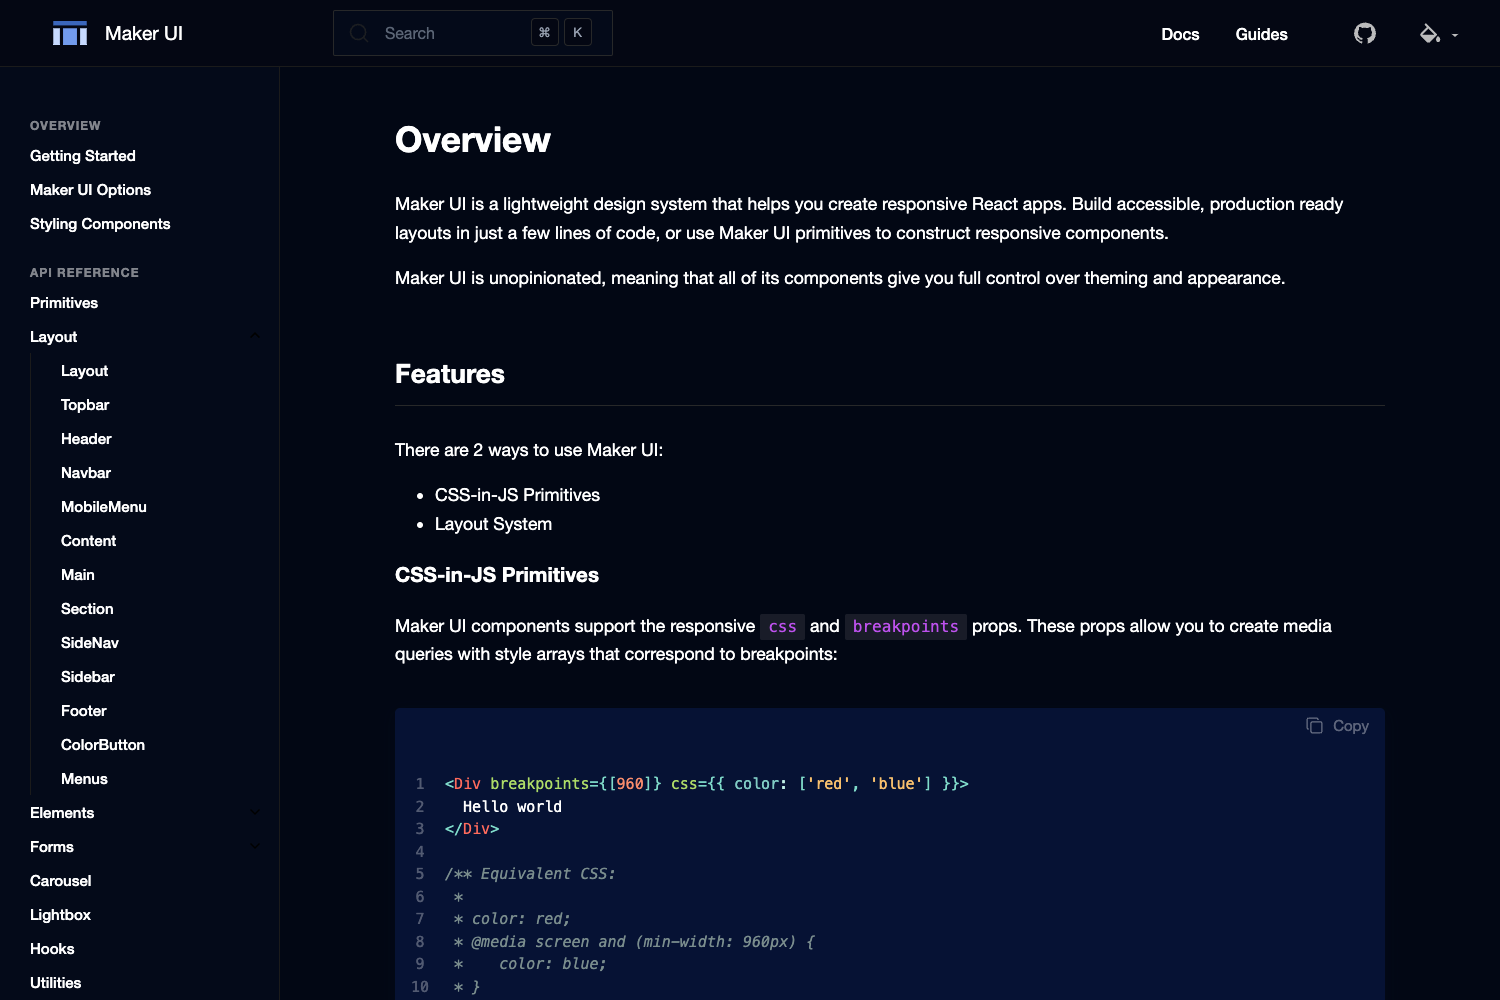 Maker UI
Search ⌘ K
Docs Guides
OVERVIEW
Getting Started
Maker UI Options
Styling Components
API REFERENCE
Primitives
Layout
Layout
Topbar
Header
Navbar
MobileMenu
Content
Main
Section
SideNav
Sidebar
Footer
ColorButton
Menus
Elements
Forms
Carousel
Lightbox
Hooks
Utilities
Overview
Maker UI is a lightweight design system that helps you create responsive React apps. Build accessible, production ready
layouts in just a few lines of code, or use Maker UI primitives to construct responsive components.
Maker UI is unopinionated, meaning that all of its components give you full control over theming and appearance.
Features
There are 2 ways to use Maker UI:
• CSS-in-JS Primitives
• Layout System
CSS-in-JS Primitives
Maker UI components support the responsive css and breakpoints props. These props allow you to create media
queries with style arrays that correspond to breakpoints:
Copy
1 <Div breakpoints={[960]} css={{ color: ['red', 'blue'] }}>
2   Hello world
3 </Div>
4
5 /** Equivalent CSS:
6  *
7  * color: red;
8  * @media screen and (min-width: 960px) {
9  *    color: blue;
10  * }